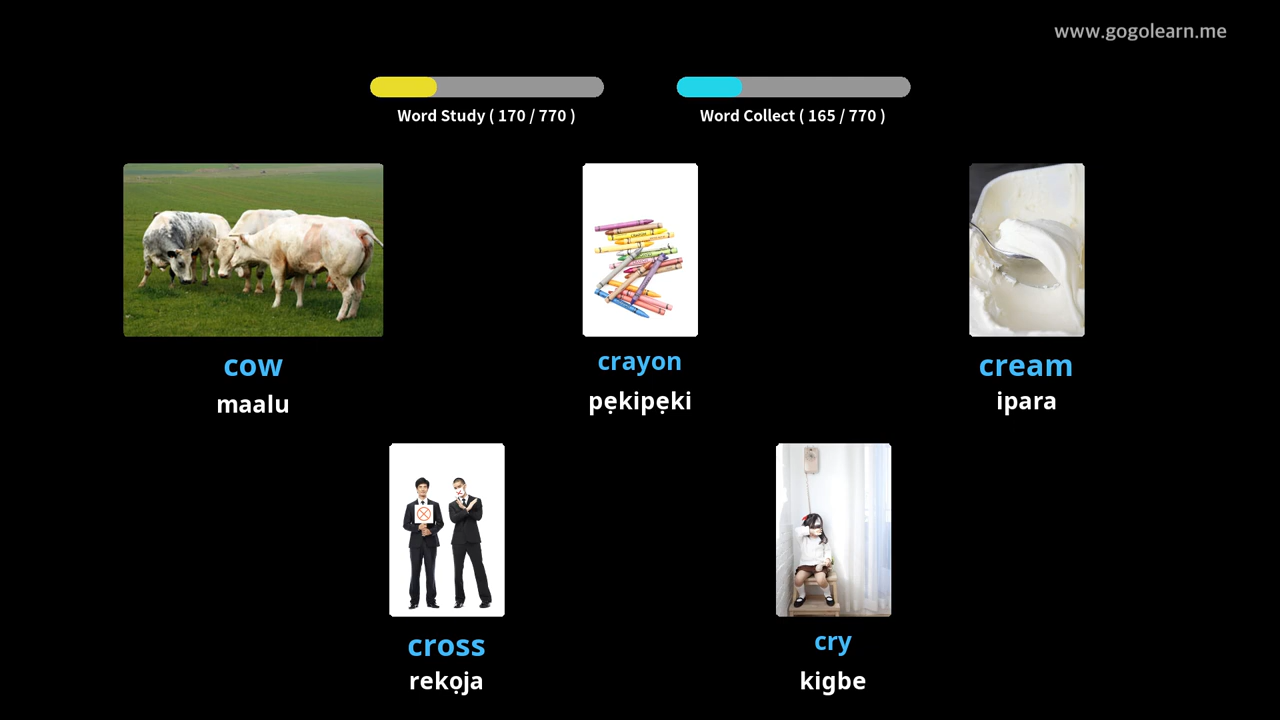 www.gogolearn.me
Word Study ( 170 / 770 )
Word Collect ( 165 / 770 )
cow
maalu
crayon
pẹkipẹki
cream
ipara
cross
rekọja
cry
kigbe